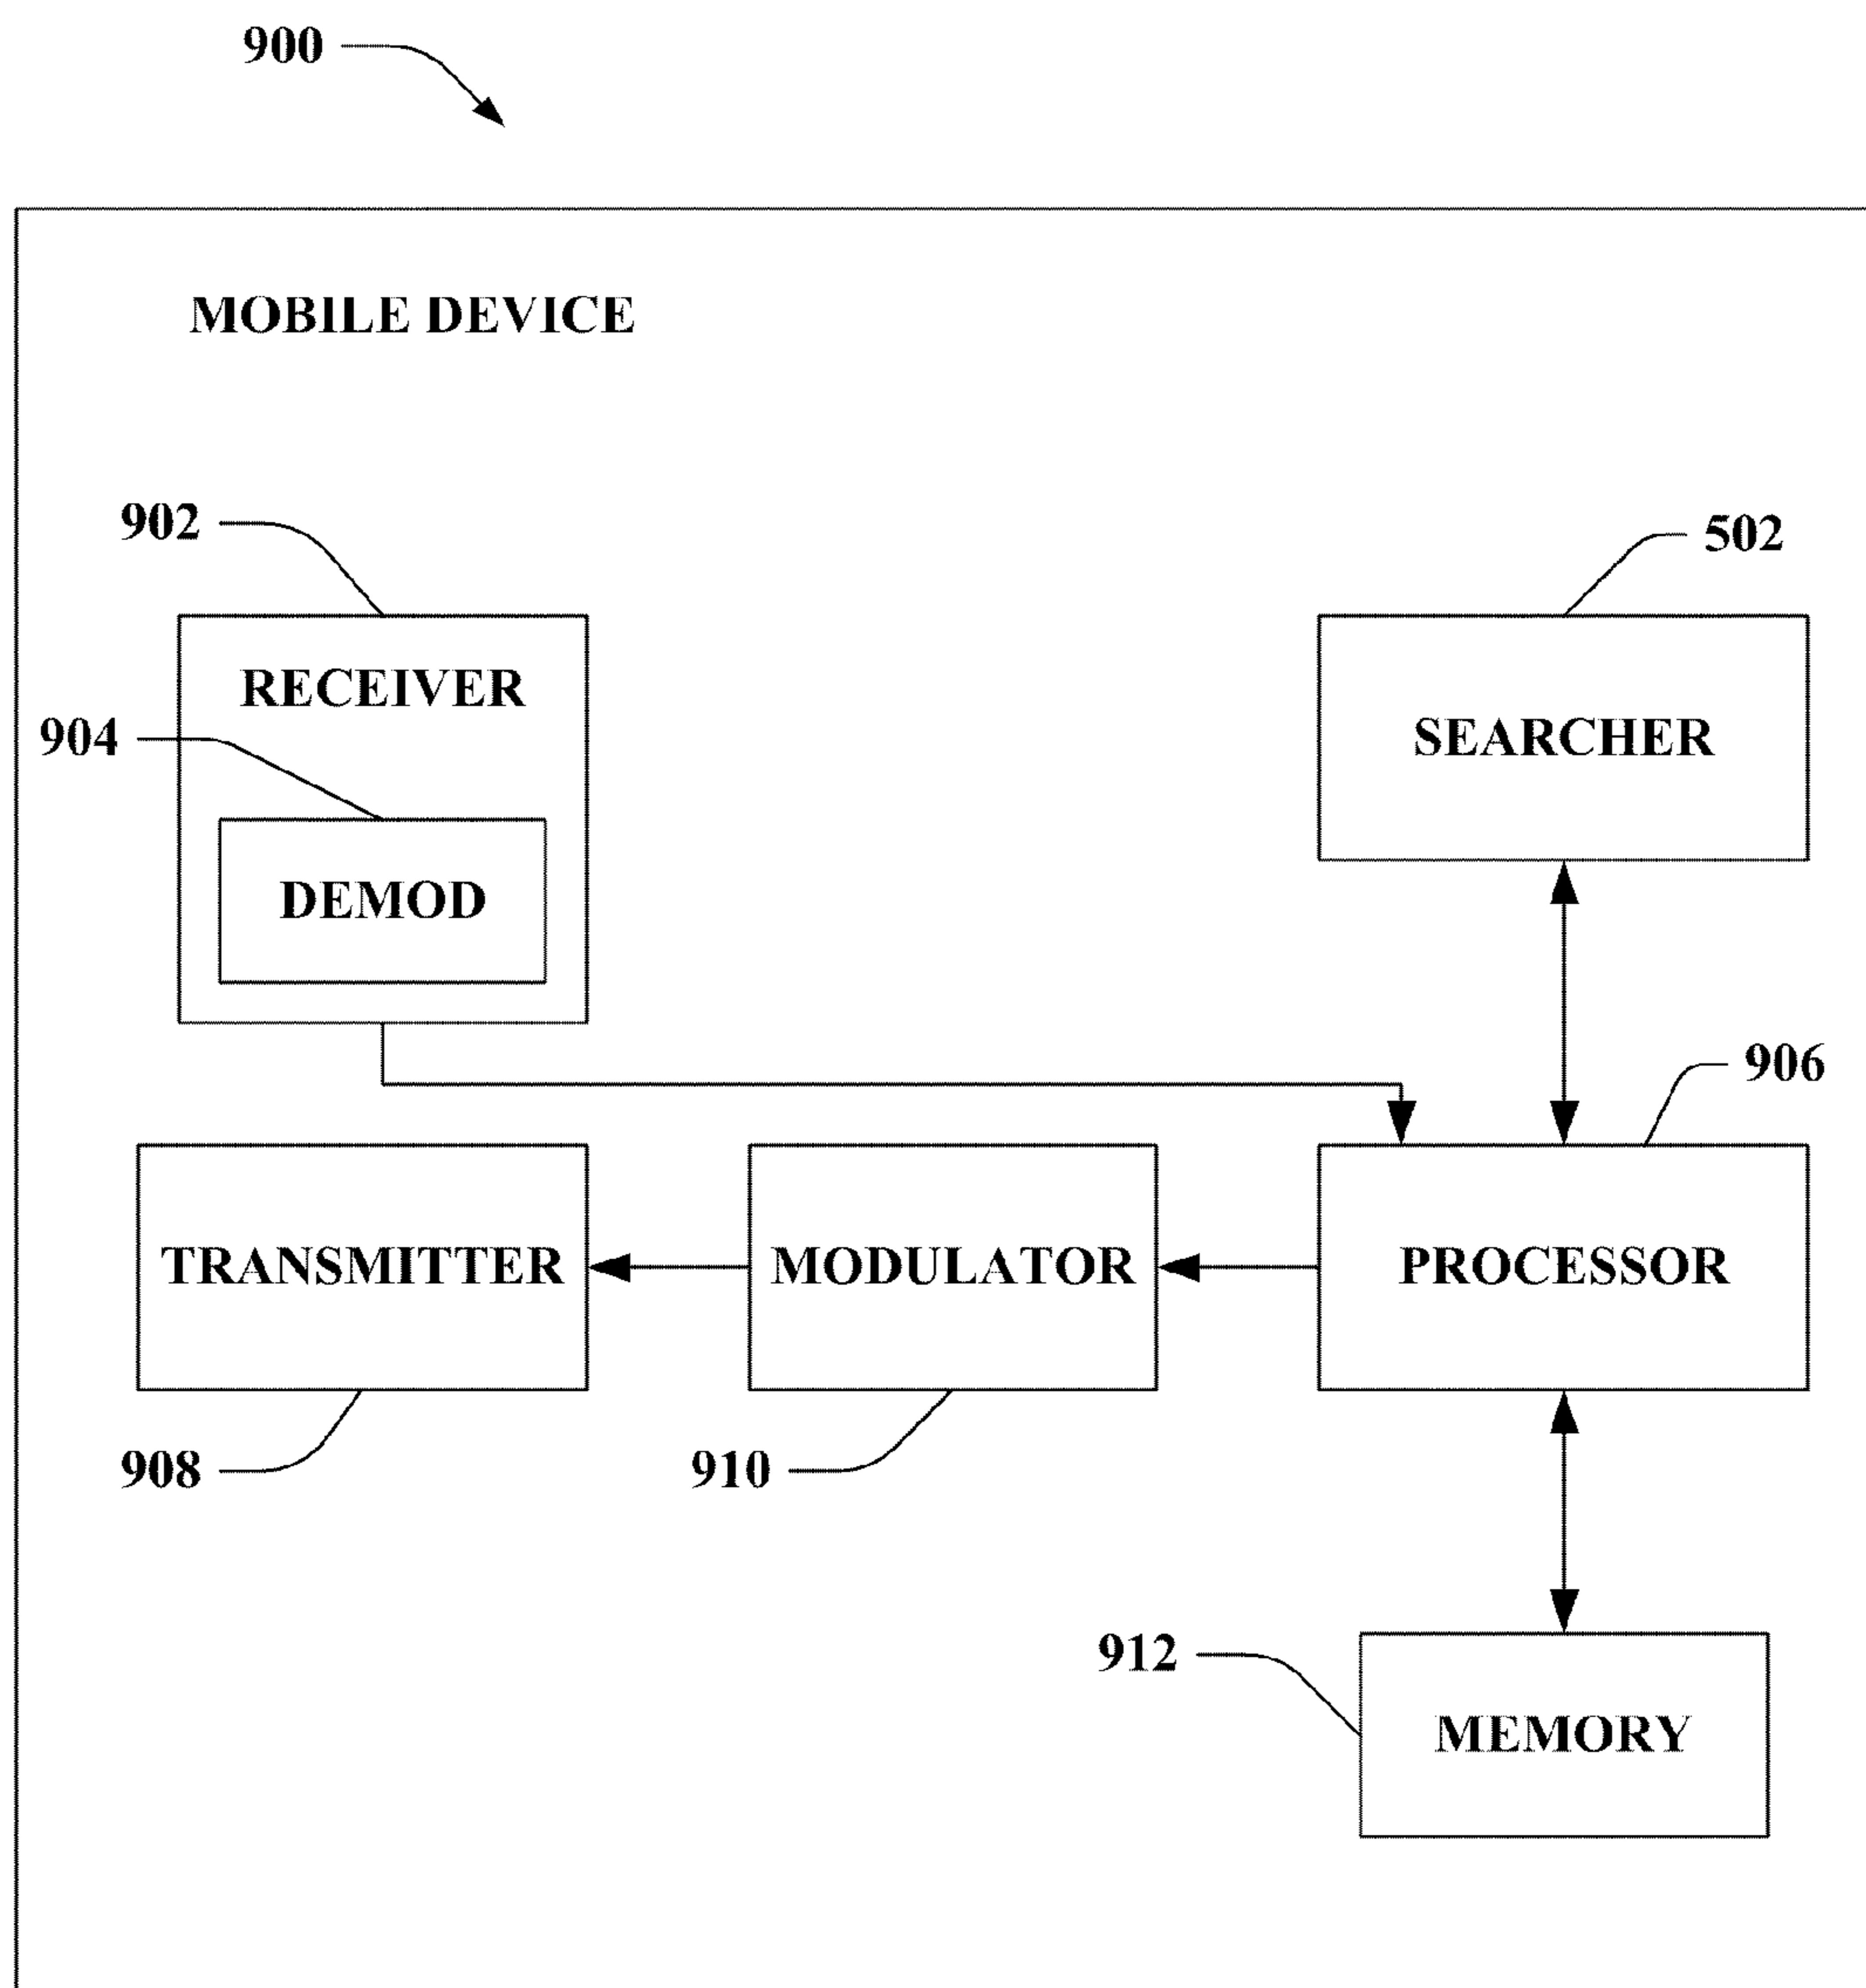 900
MOBILE DEVICE
902
502
RECEIVER
SEARCHER
904
DEMOD
906
TRANSMITTER
MODULATOR
PROCESSOR
908
910
912
MEMORY